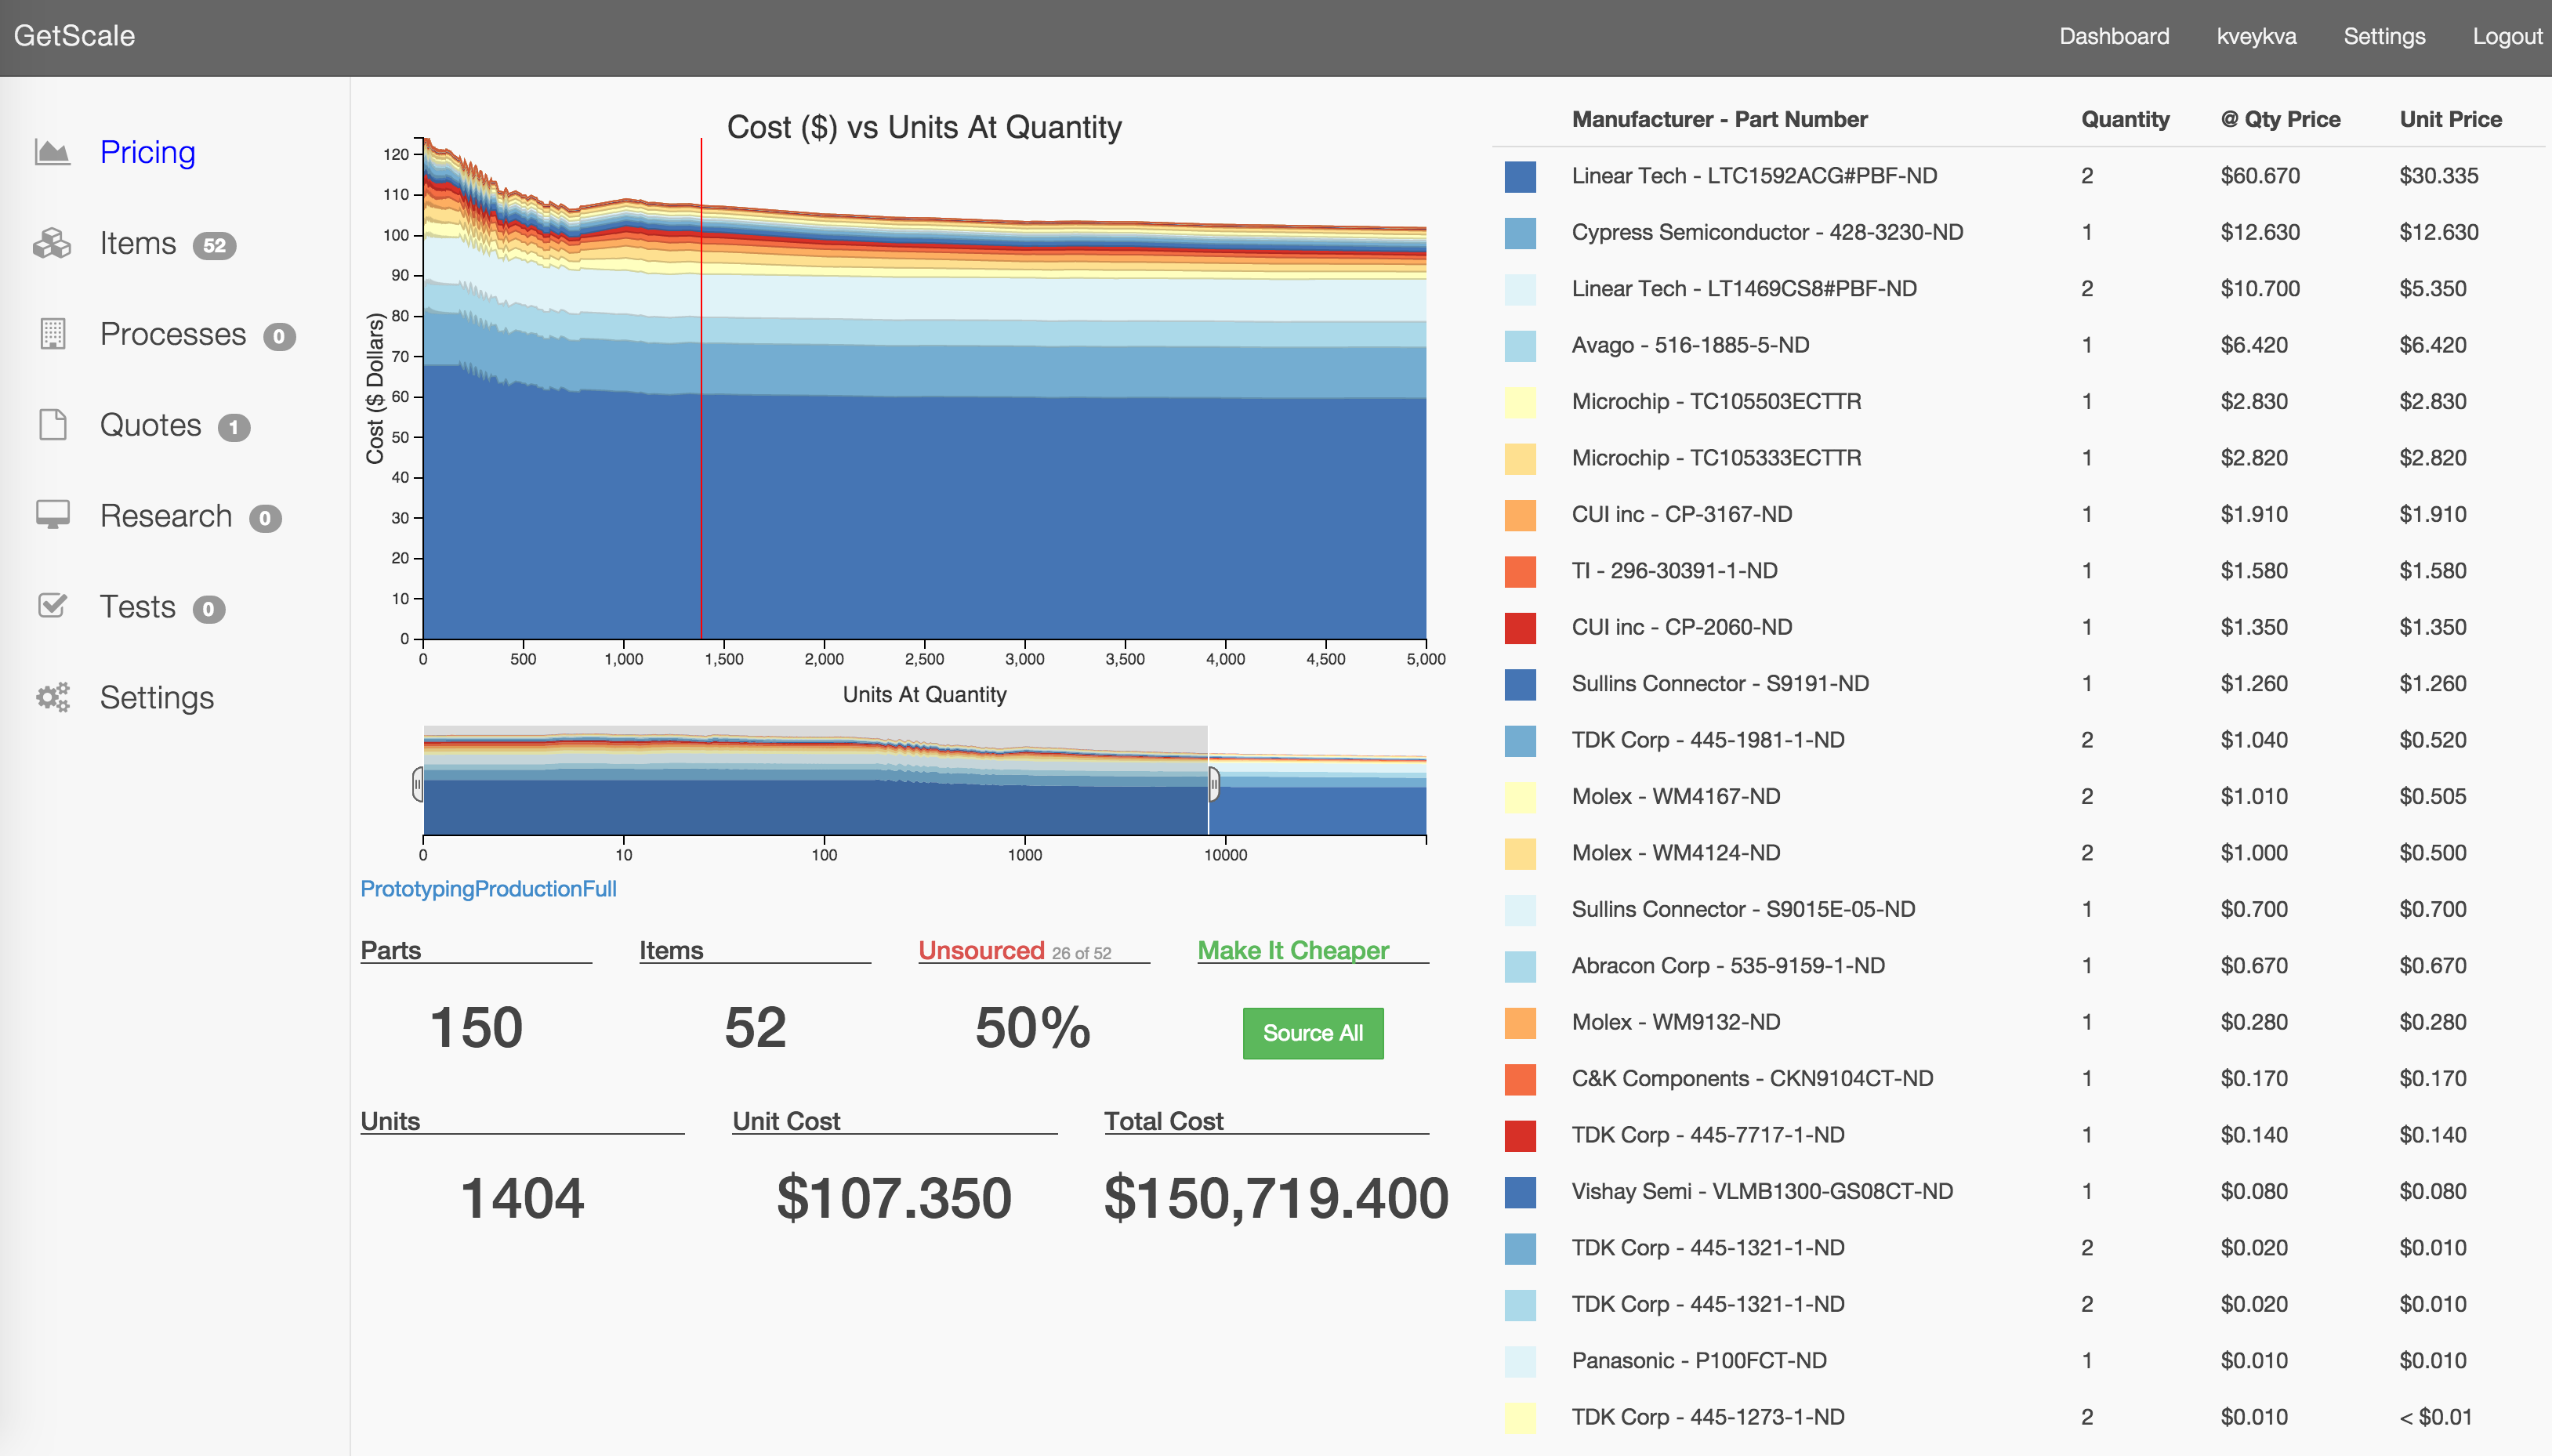 GetScale
Dashboard kveykva Settings Logout
Pricing
Items 52
Processes 0
Quotes 1
Research 0
Tests 0
Settings
Cost ($) vs Units At Quantity
Cost ($ Dollars)
120
110
100
90
80
70
60
50
40
30
20
10
0
0 500 1,000 1,500 2,000 2,500 3,000 3,500 4,000 4,500 5,000
Units At Quantity
0 10 100 1000 10000
PrototypingProductionFull
Parts Items Unsourced 26 of 52 Make It Cheaper
150 52 50% Source All
Units Unit Cost Total Cost
1404 $107.350 $150,719.400
Manufacturer - Part Number Quantity @ Qty Price Unit Price
Linear Tech - LTC1592ACG#PBF-ND 2 $60.670 $30.335
Cypress Semiconductor - 428-3230-ND 1 $12.630 $12.630
Linear Tech - LT1469CS8#PBF-ND 2 $10.700 $5.350
Avago - 516-1885-5-ND 1 $6.420 $6.420
Microchip - TC105503ECTTR 1 $2.830 $2.830
Microchip - TC105333ECTTR 1 $2.820 $2.820
CUI inc - CP-3167-ND 1 $1.910 $1.910
TI - 296-30391-1-ND 1 $1.580 $1.580
CUI inc - CP-2060-ND 1 $1.350 $1.350
Sullins Connector - S9191-ND 1 $1.260 $1.260
TDK Corp - 445-1981-1-ND 2 $1.040 $0.520
Molex - WM4167-ND 2 $1.010 $0.505
Molex - WM4124-ND 2 $1.000 $0.500
Sullins Connector - S9015E-05-ND 1 $0.700 $0.700
Abracon Corp - 535-9159-1-ND 1 $0.670 $0.670
Molex - WM9132-ND 1 $0.280 $0.280
C&K Components - CKN9104CT-ND 1 $0.170 $0.170
TDK Corp - 445-7717-1-ND 1 $0.140 $0.140
Vishay Semi - VLMB1300-GS08CT-ND 1 $0.080 $0.080
TDK Corp - 445-1321-1-ND 2 $0.020 $0.010
TDK Corp - 445-1321-1-ND 2 $0.020 $0.010
Panasonic - P100FCT-ND 1 $0.010 $0.010
TDK Corp - 445-1273-1-ND 2 $0.010 < $0.01